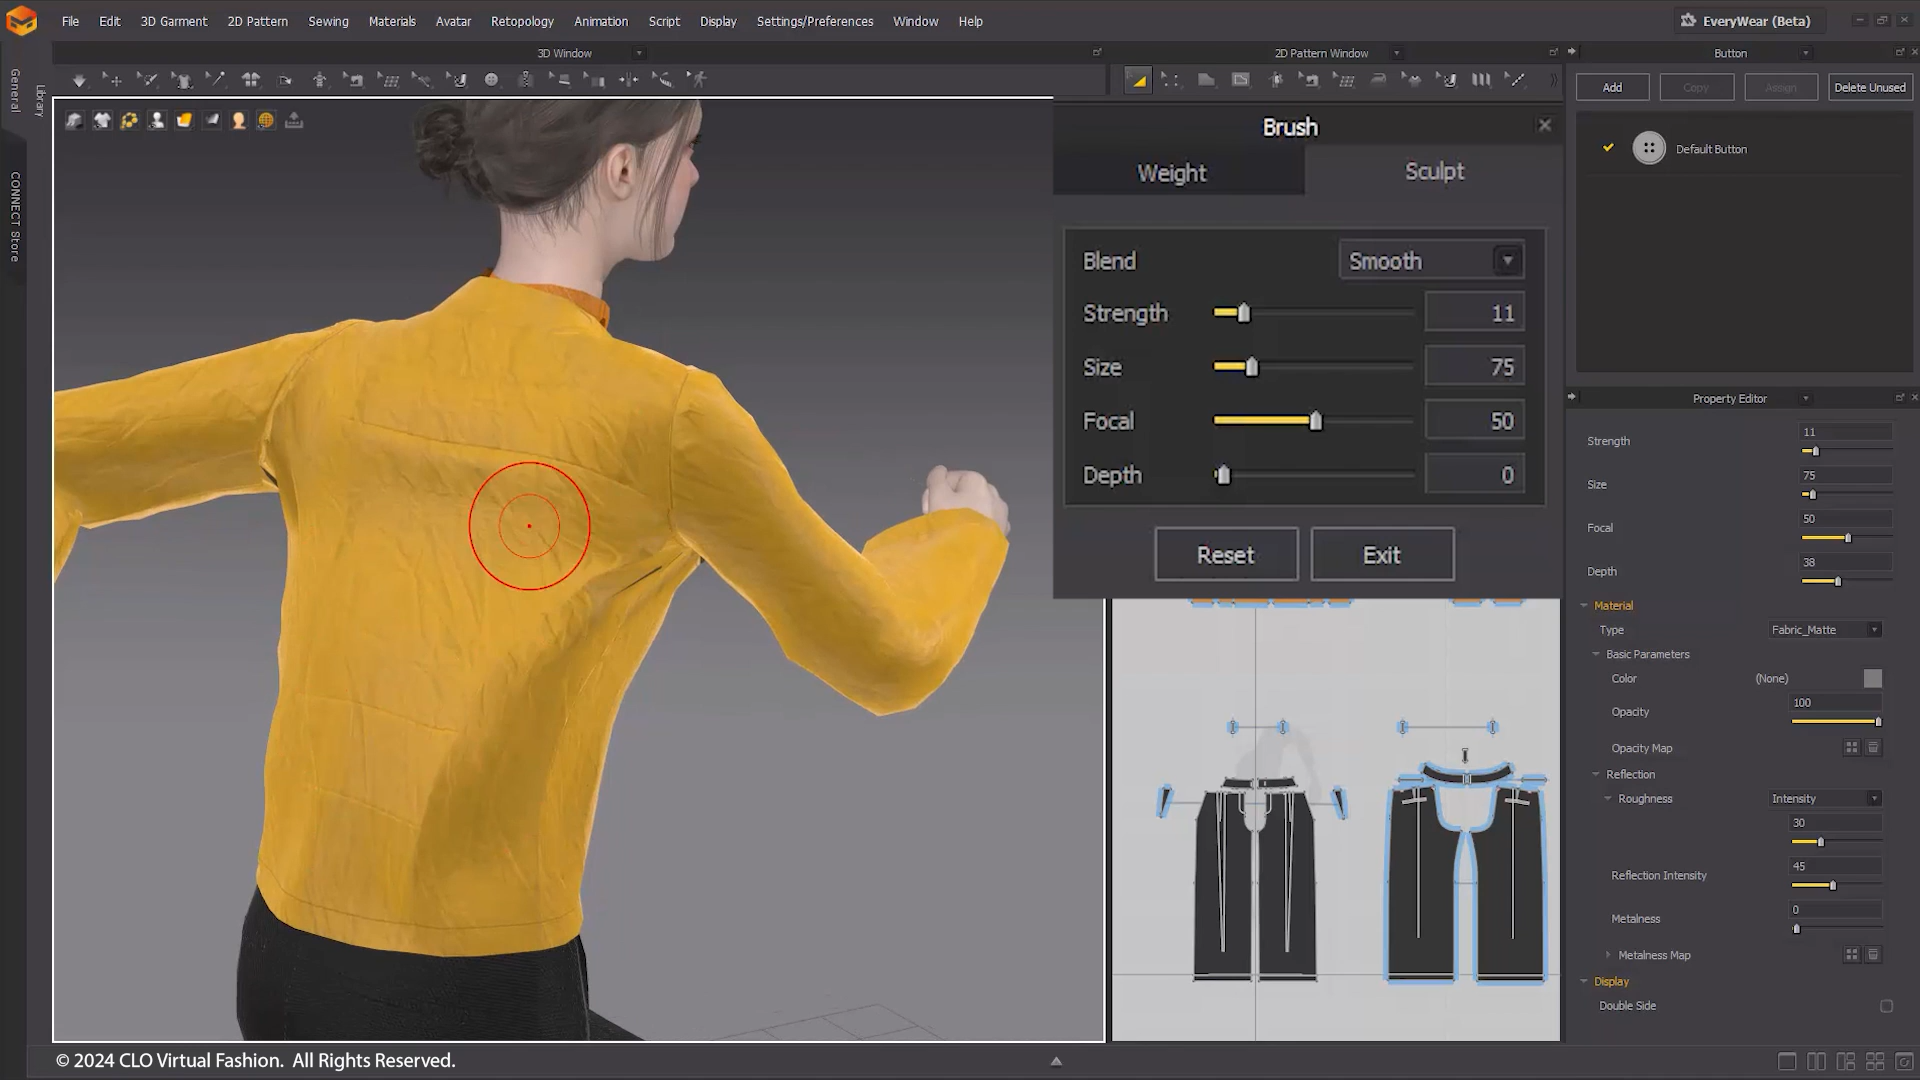 File Edit 3D Garment 2D Pattern Sewing Materials Avatar Retopology Animation Script Display Settings/Preferences Window Help
EveryWear (Beta)
3D Window
2D Pattern Window
Button
General
Library
CONNECT Store
Add Copy Assign Delete Unused
Default Button
Brush
Weight Sculpt
Blend Smooth
Strength 11
Size 75
Focal 50
Depth 0
Reset Exit
Property Editor
Strength 11
Size 75
Focal 50
Depth 38
Material
Type Fabric_Matte
Basic Parameters
Color (None)
Opacity 100
Opacity Map
Reflection
Roughness Intensity
30
Reflection Intensity 45
Metalness 0
Metalness Map
Display
Double Side
© 2024 CLO Virtual Fashion. All Rights Reserved.